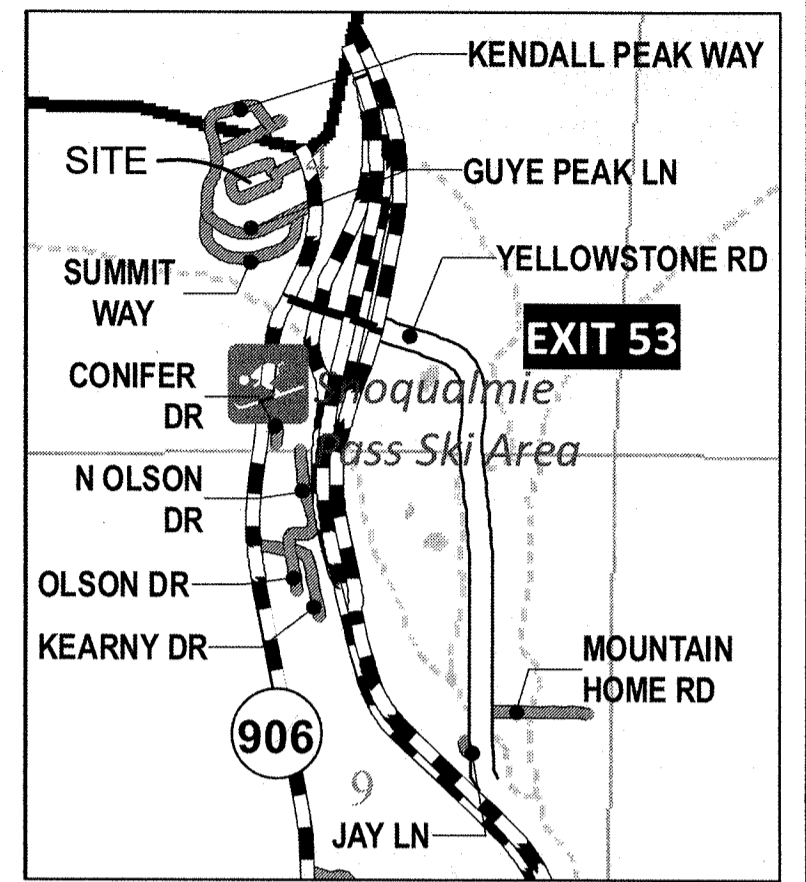 KENDALL PEAK WAY
SITE
4
GUYE PEAK LN
YELLOWSTONE RD
SUMMIT
WAY
EXIT 53
CONIFER
DR
Snoqualmie
Pass Ski Area
N OLSON
DR
OLSON DR
KEARNY DR
MOUNTAIN
HOME RD
906
9
JAY LN